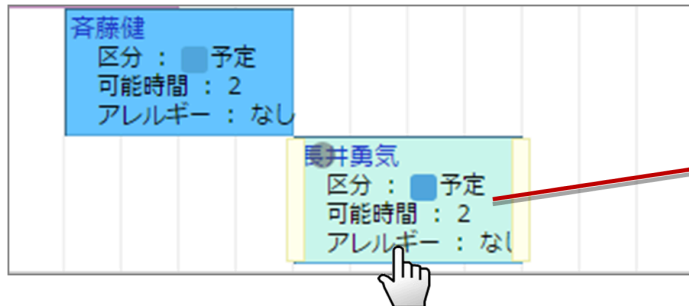 斉藤健
区分 : 予定
可能時間 : 2
アレルギー : なし
長井勇気
区分 : 予定
可能時間 : 2
アレルギー : なし